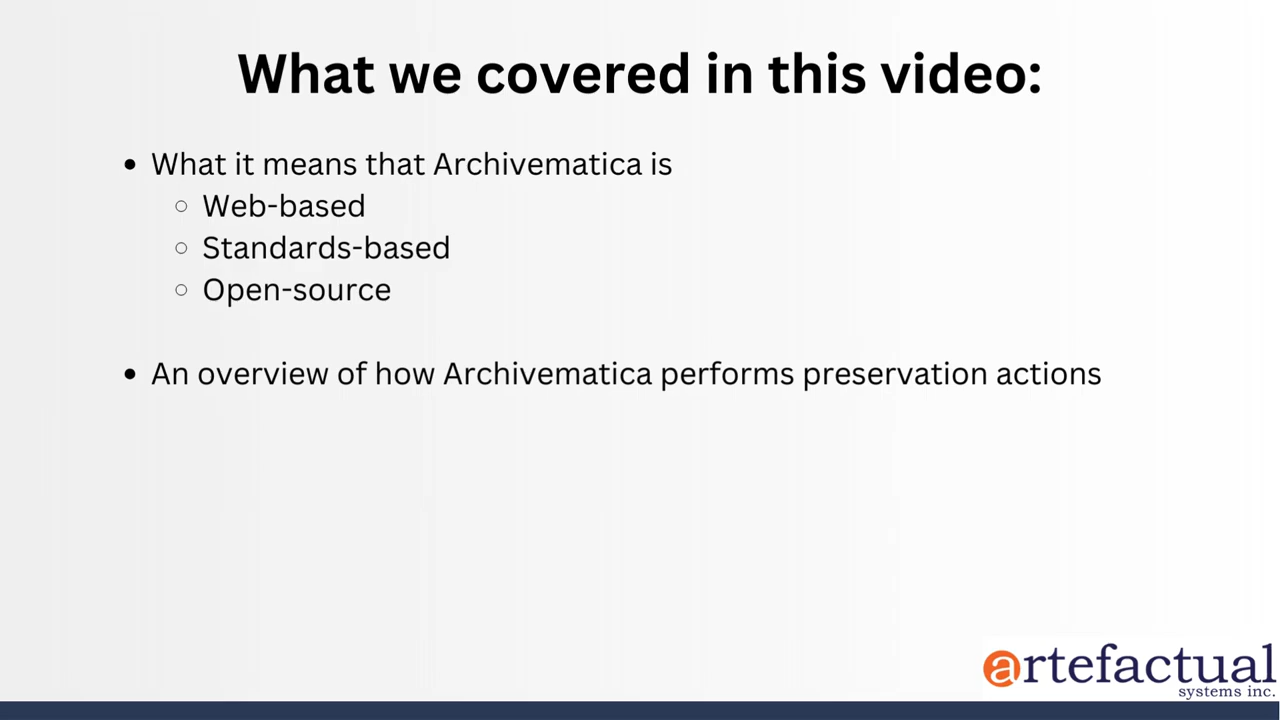 What we covered in this video:
• What it means that Archivematica is
○ Web-based
○ Standards-based
○ Open-source
• An overview of how Archivematica performs preservation actions
artefactual
systems inc.